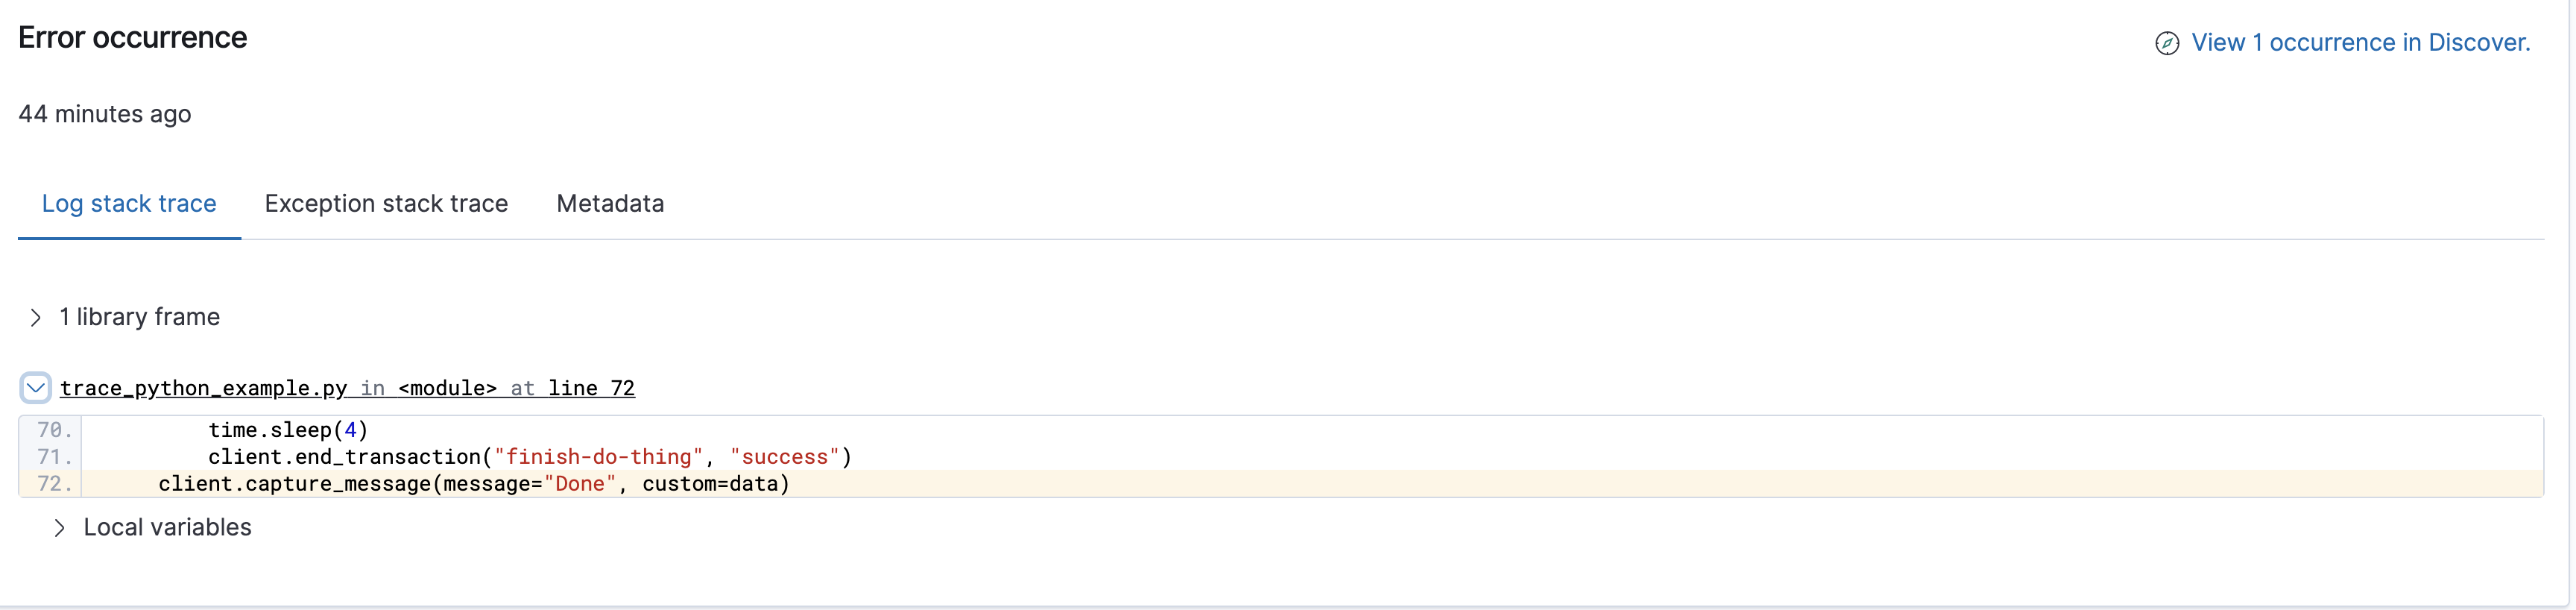 Error occurrence
View 1 occurrence in Discover.
44 minutes ago
Log stack trace Exception stack trace Metadata
1 library frame
trace_python_example.py in <module> at line 72
70. time.sleep(4)
71. client.end_transaction("finish-do-thing", "success")
72. client.capture_message(message="Done", custom=data)
Local variables